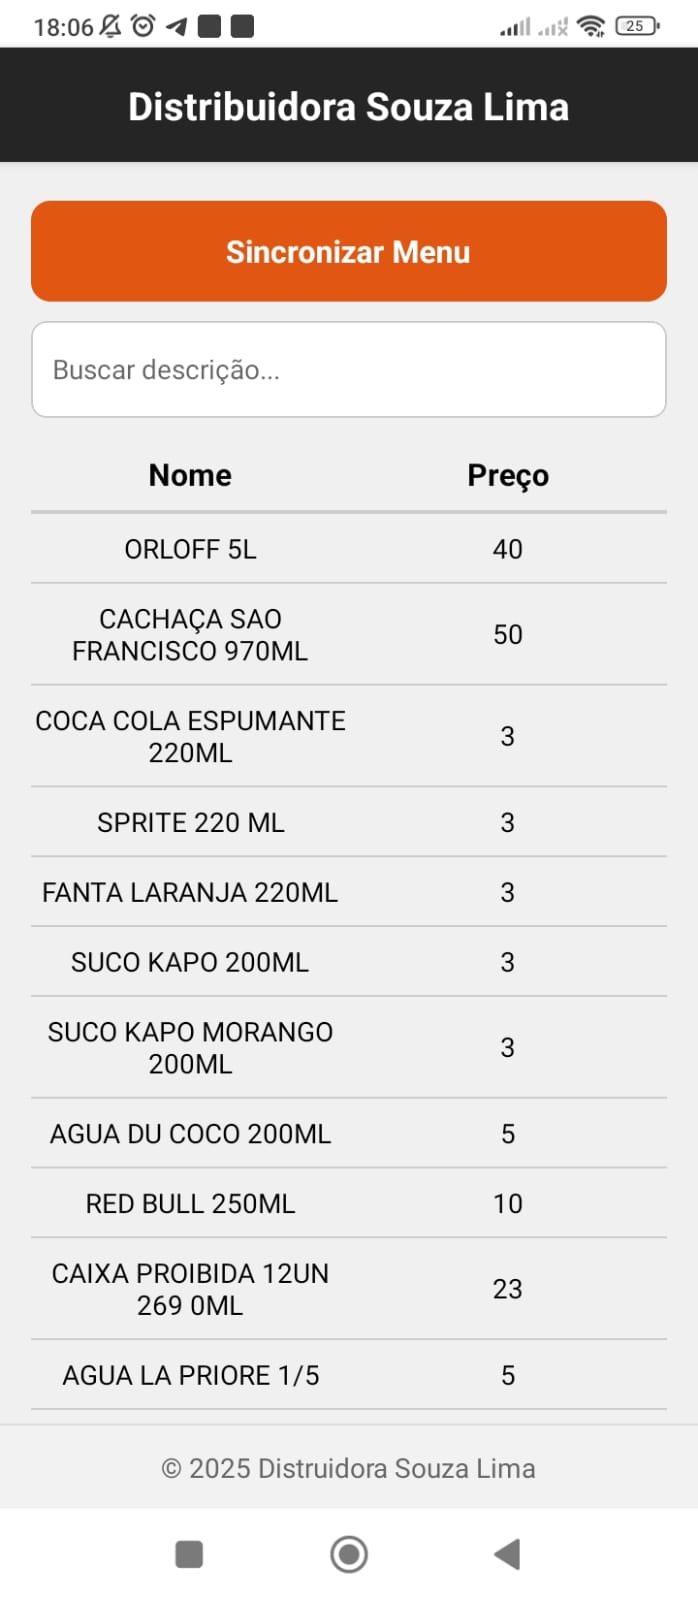 18:06
25
Distribuidora Souza Lima
Sincronizar Menu
Buscar descrição...
Nome Preço
ORLOFF 5L 40
CACHAÇA SAO
FRANCISCO 970ML 50
COCA COLA ESPUMANTE
220ML 3
SPRITE 220 ML 3
FANTA LARANJA 220ML 3
SUCO KAPO 200ML 3
SUCO KAPO MORANGO
200ML 3
AGUA DU COCO 200ML 5
RED BULL 250ML 10
CAIXA PROIBIDA 12UN
269 0ML 23
AGUA LA PRIORE 1/5 5
© 2025 Distruidora Souza Lima